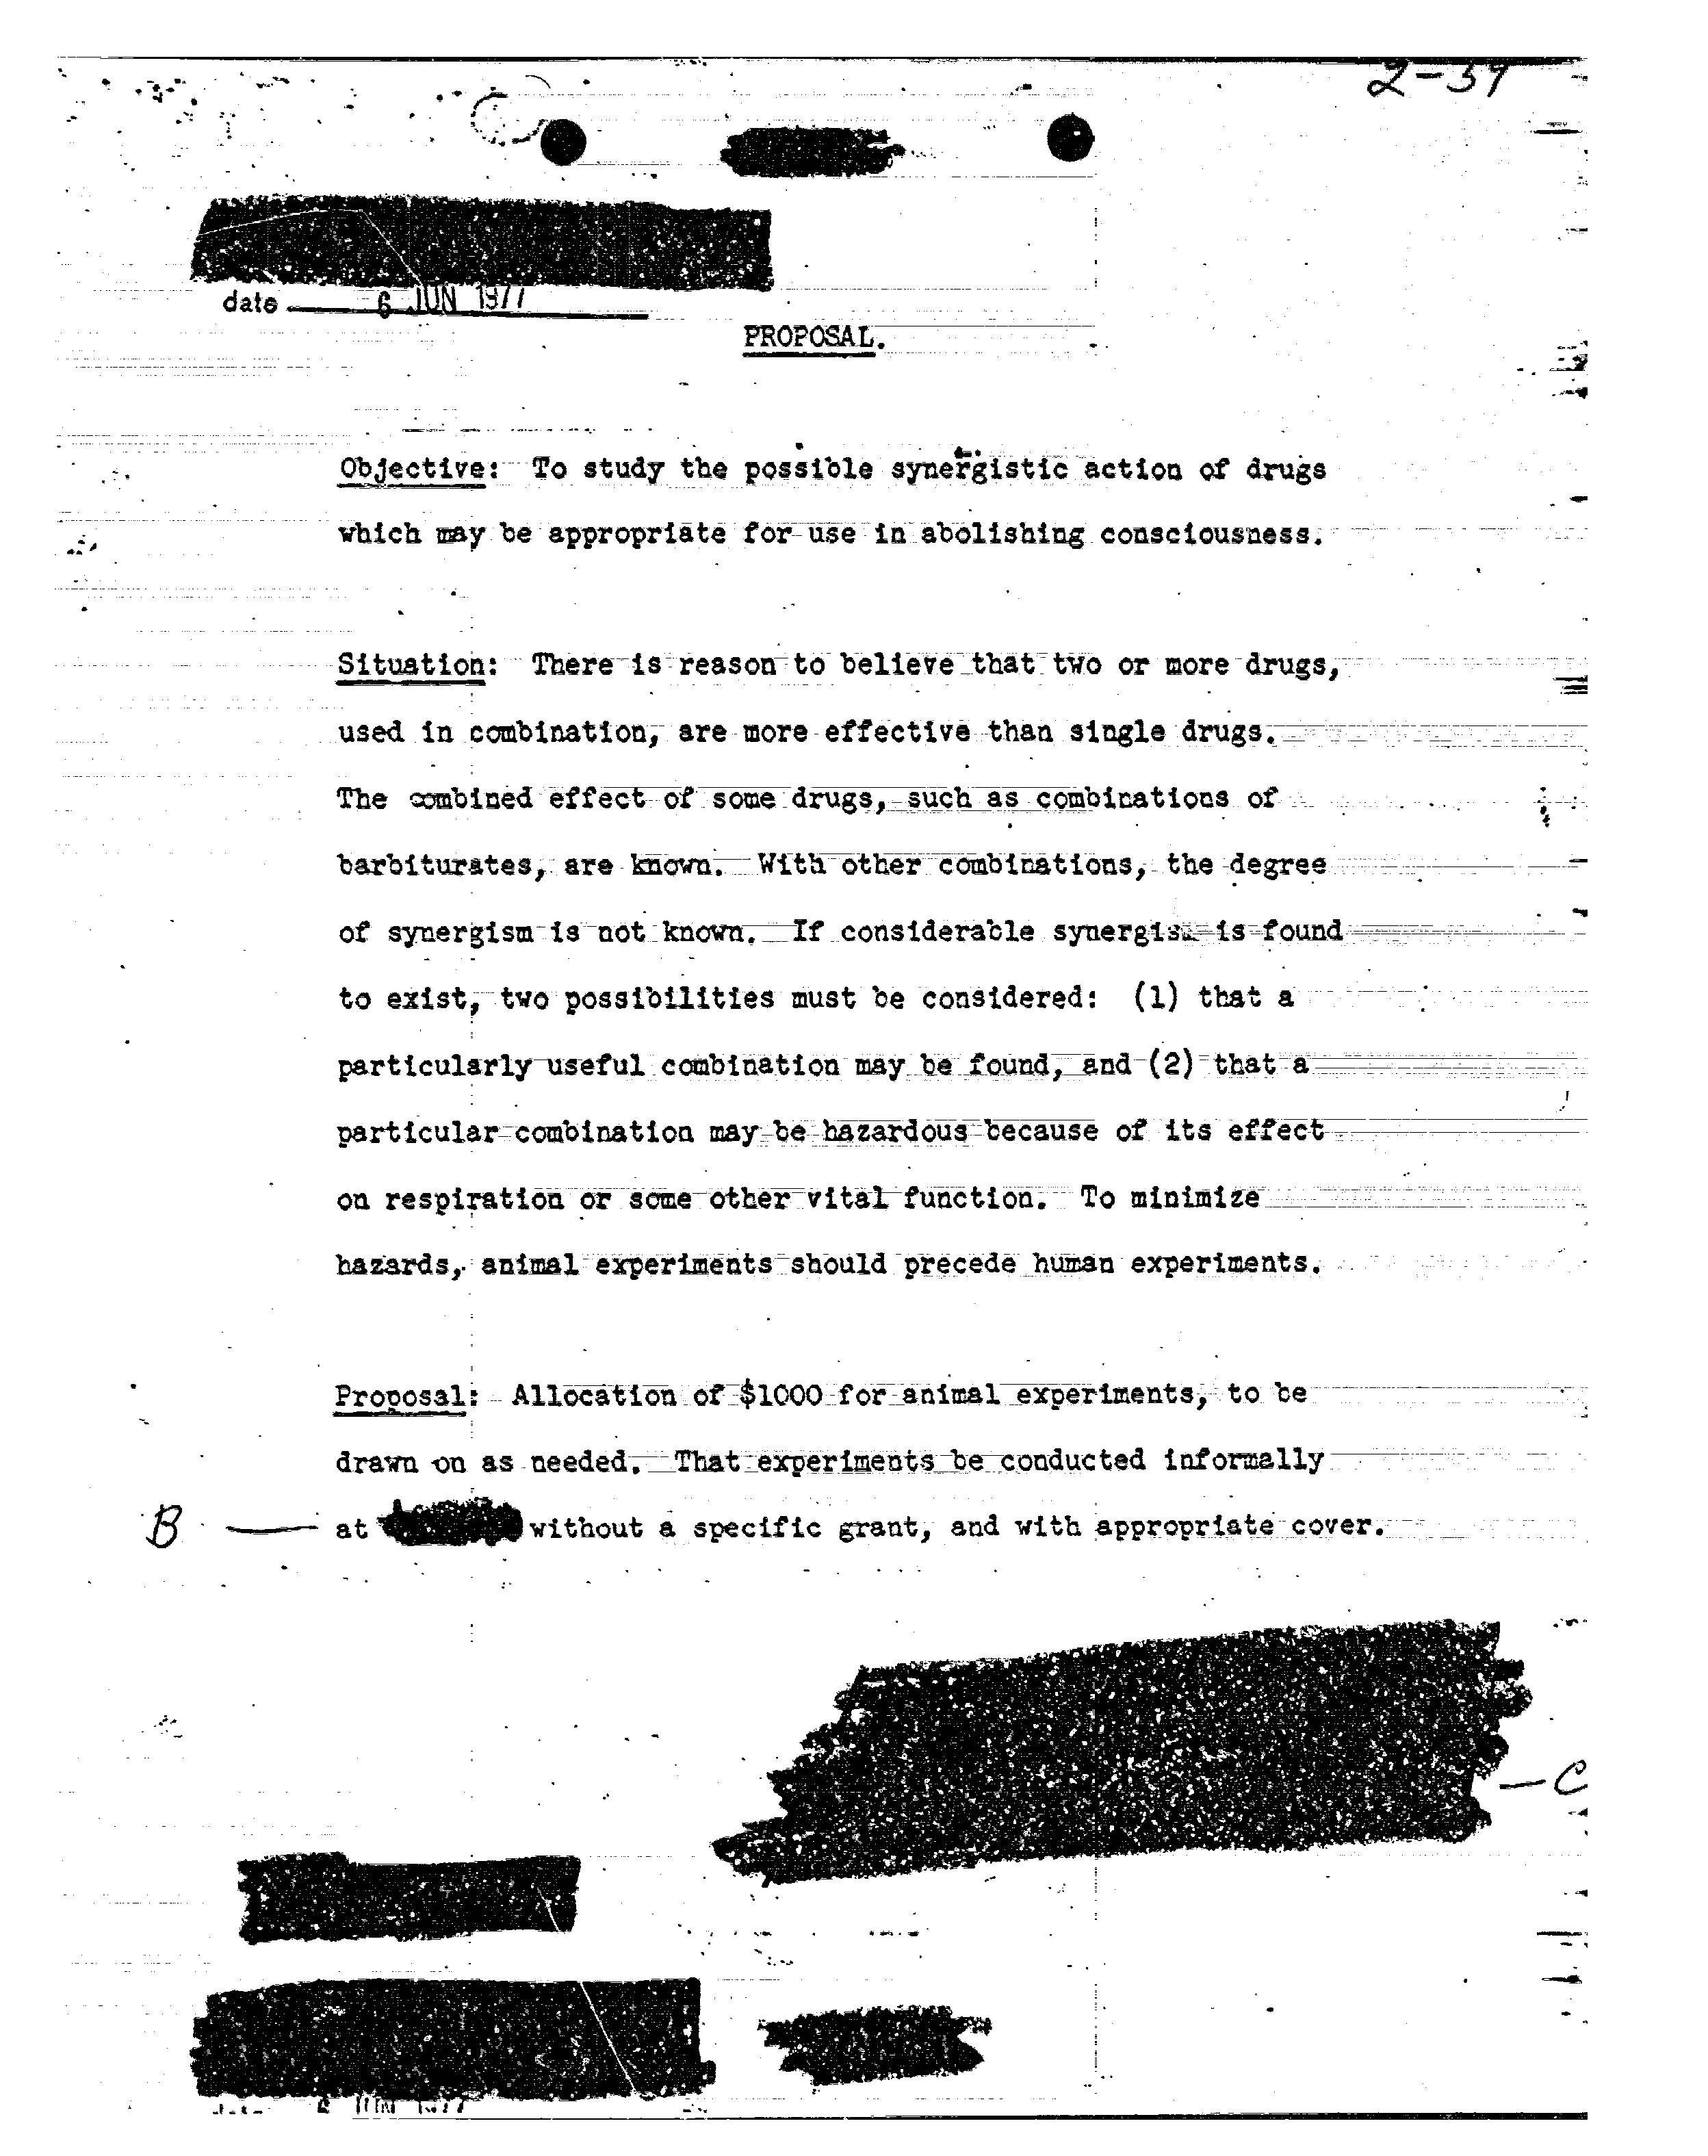 2-39
date 6 JUN 1977
PROPOSAL.
Objective: To study the possible synergistic action of drugs
which may be appropriate for use in abolishing consciousness.
Situation: There is reason to believe that two or more drugs,
used in combination, are more effective than single drugs.
The combined effect of some drugs, such as combinations of
barbiturates, are known. With other combinations, the degree
of synergism is not known. If considerable synergism is found
to exist, two possibilities must be considered: (1) that a
particularly useful combination may be found, and (2) that a
particular combination may be hazardous because of its effect
on respiration or some other vital function. To minimize
hazards, animal experiments should precede human experiments.
Proposal: Allocation of $1000 for animal experiments, to be
drawn on as needed. That experiments be conducted informally
B at without a specific grant, and with appropriate cover.
C